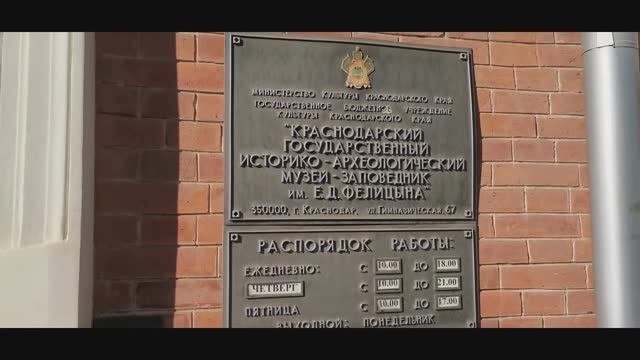 МИНИСТЕРСТВО КУЛЬТУРЫ КРАСНОДАРСКОГО КРАЯ
ГОСУДАРСТВЕННОЕ БЮДЖЕТНОЕ УЧРЕЖДЕНИЕ
КУЛЬТУРЫ КРАСНОДАРСКОГО КРАЯ
"КРАСНОДАРСКИЙ
ГОСУДАРСТВЕННЫЙ
ИСТОРИКО-АРХЕОЛОГИЧЕСКИЙ
МУЗЕЙ-ЗАПОВЕДНИК
ИМ. Е.Д. ФЕЛИЦЫНА"
350000, г. КРАСНОДАР, ул. ГИМНАЗИЧЕСКАЯ, 67
РАСПОРЯДОК РАБОТЫ:
ЕЖЕДНЕВНО: С 10.00 ДО 18.00
ЧЕТВЕРГ С 10.00 ДО 21.00
ПЯТНИЦА С 10.00 ДО 17.00
ВЫХОДНОЙ: ПОНЕДЕЛЬНИК